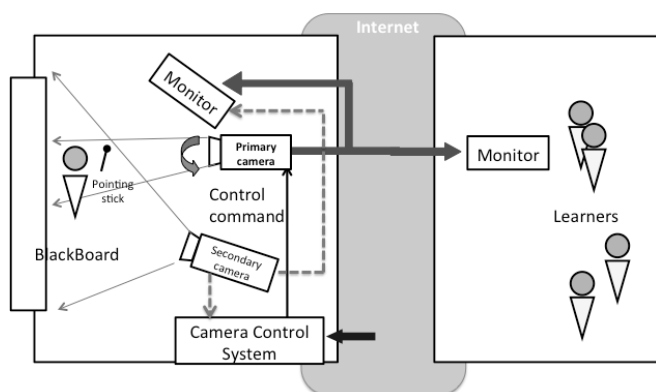 Internet
Monitor
Primary
camera
Monitor
Pointing
stick
Control
command
Learners
BlackBoard
Secondary
camera
Camera Control
System